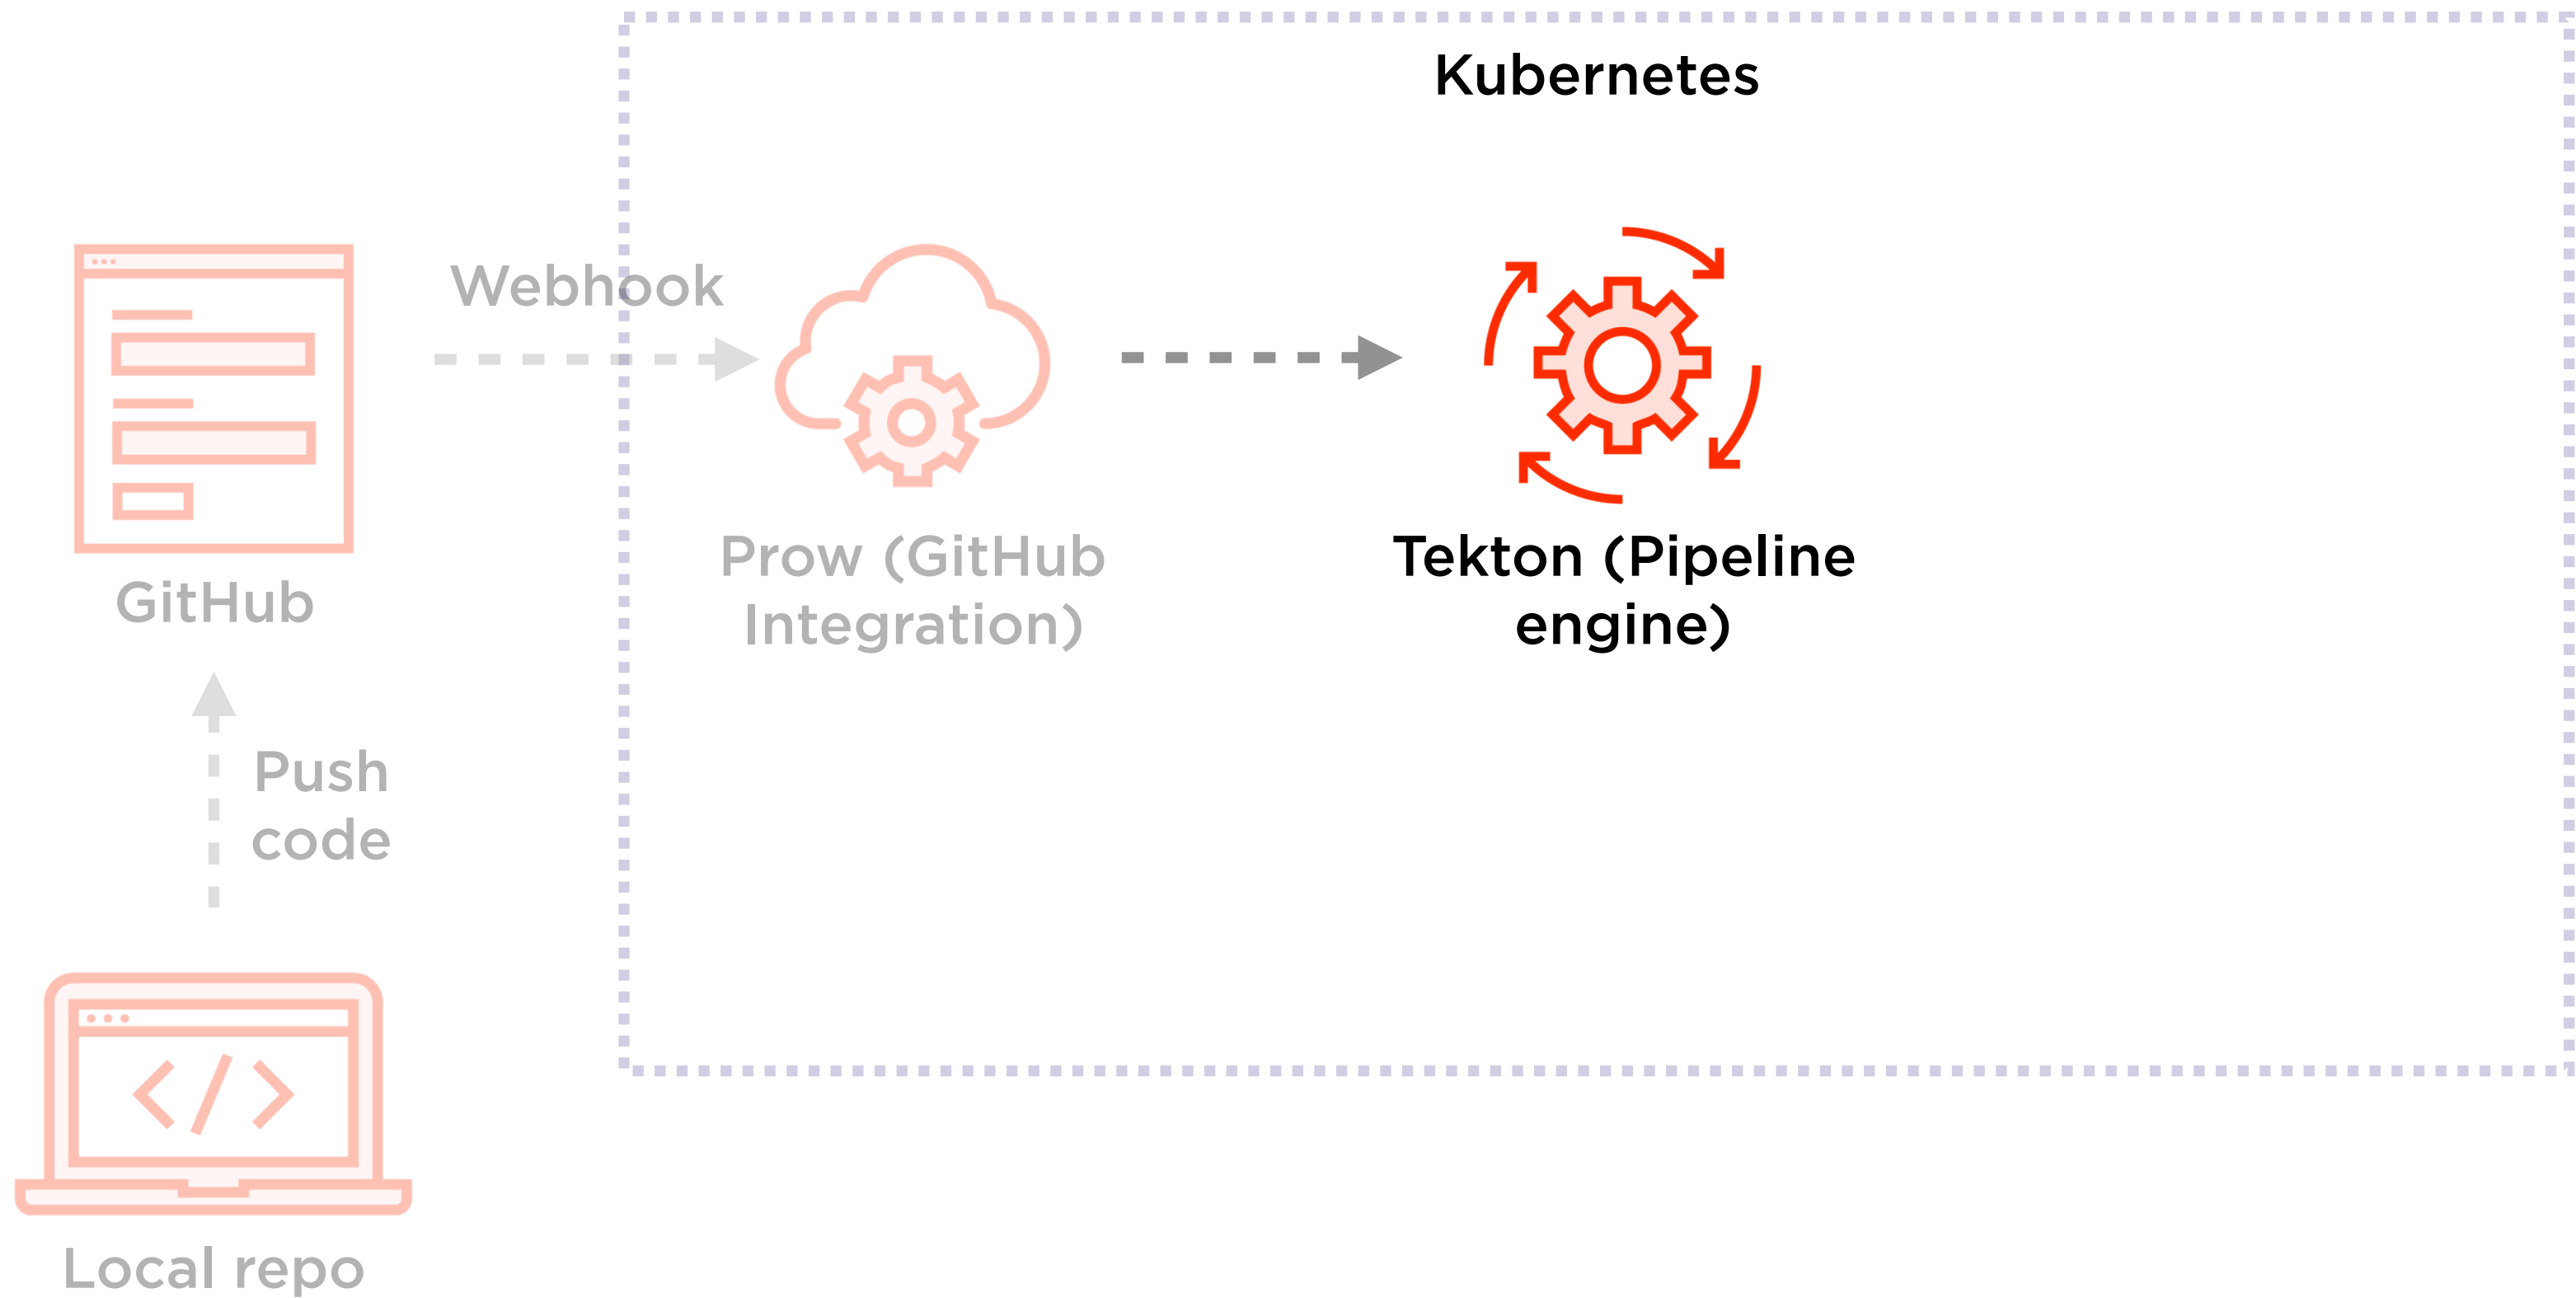 Kubernetes
Webhook
GitHub
Prow (GitHub
Integration)
Tekton (Pipeline
engine)
Push
code
Local repo